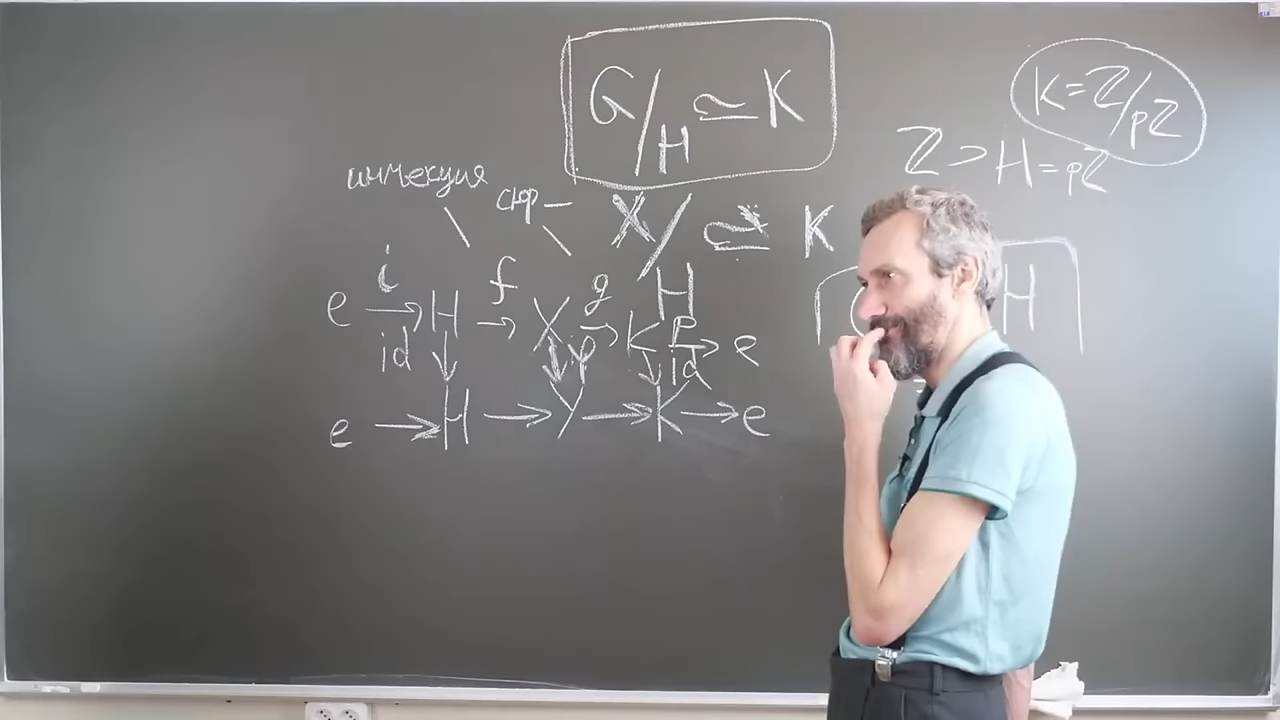 G/H ≃ K
K = Z/pZ
Z > H = pZ
инъекция
сюр —
X/H ≃ K
H
e →i H →f X →g K →p e
id φ id
e → H → Y → K → e